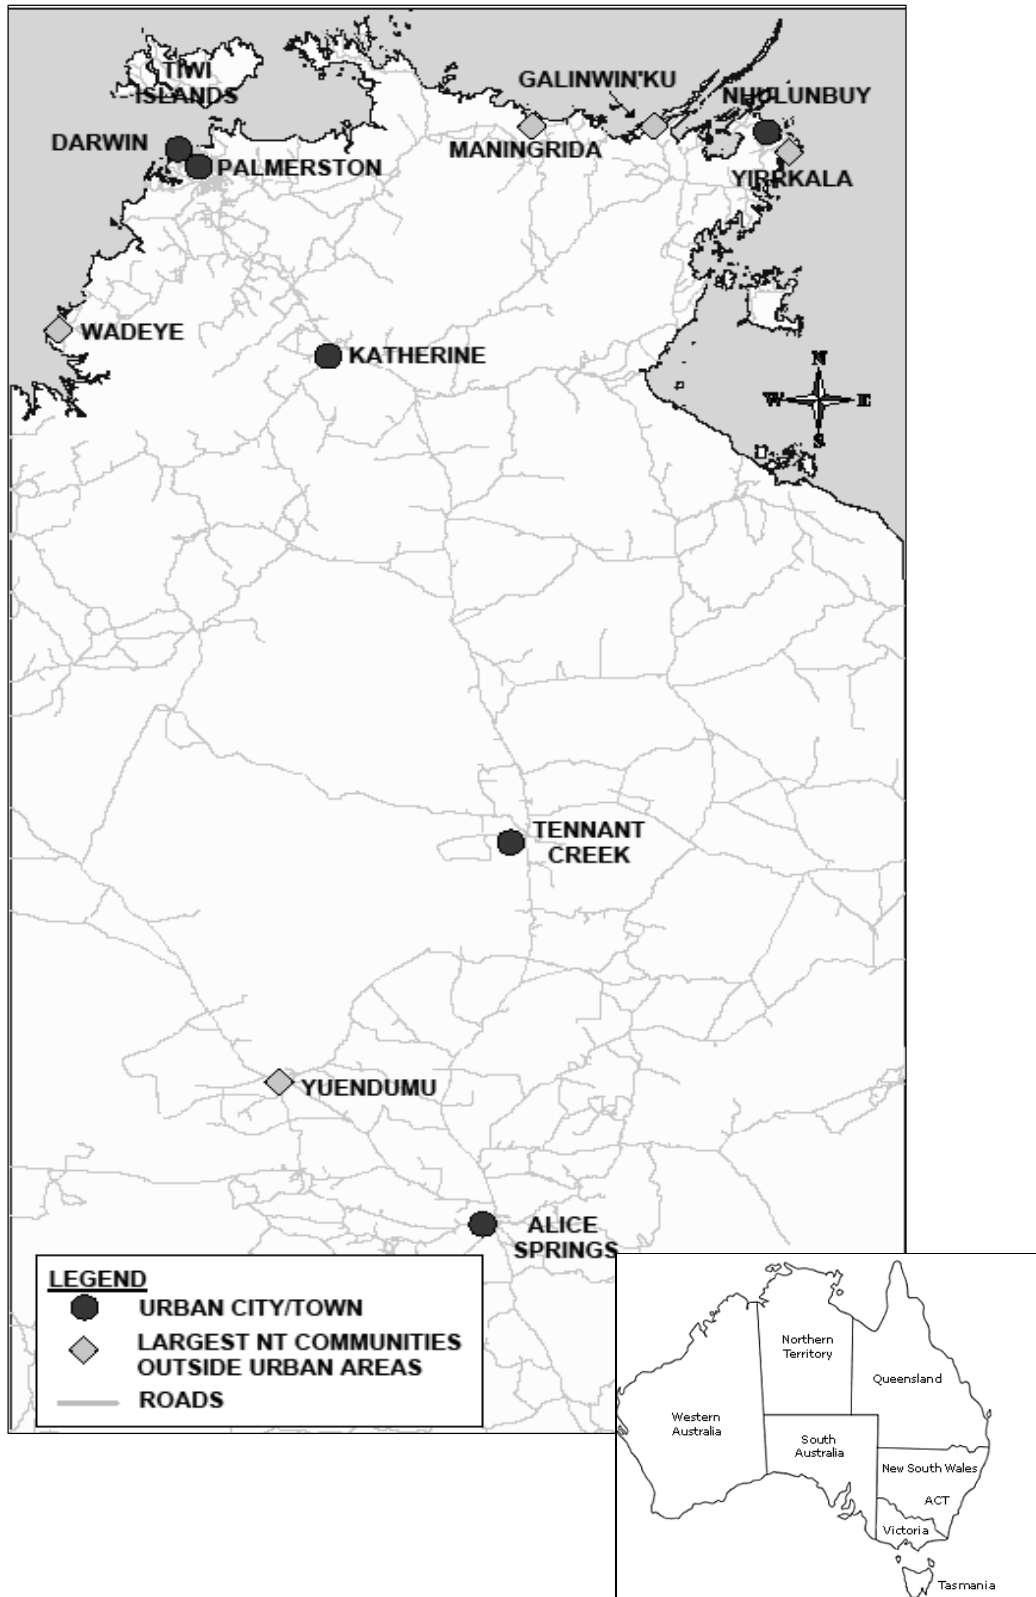 TIWI
ISLANDS
GALINWIN'KU
NHULUNBUY
DARWIN
MANINGRIDA
PALMERSTON
YIRRKALA
WADEYE
KATHERINE
N
W E
S
TENNANT
CREEK
YUENDUMU
ALICE
SPRINGS
LEGEND
URBAN CITY/TOWN
LARGEST NT COMMUNITIES
OUTSIDE URBAN AREAS
ROADS
Northern
Territory
Queensland
Western
Australia
South
Australia
New South Wales
ACT
Victoria
Tasmania